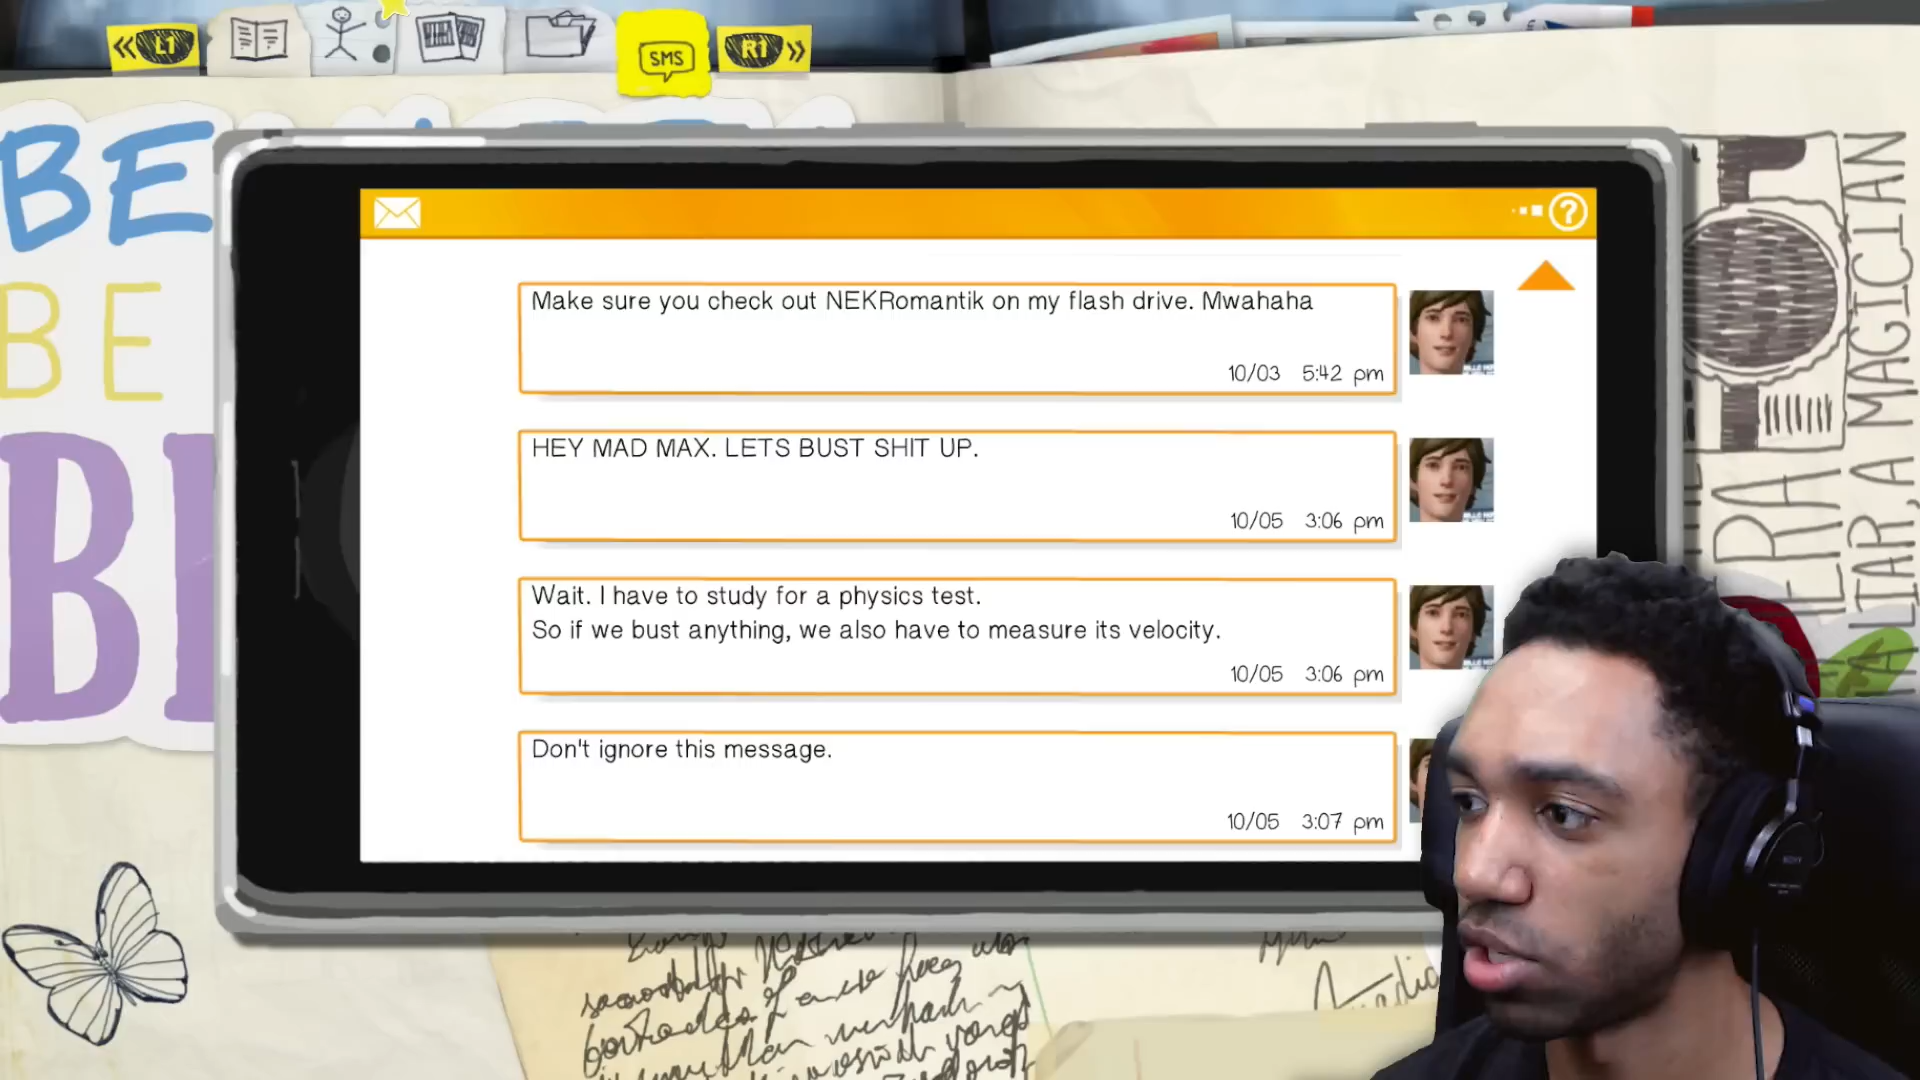 L1
SMS
R1
BE
BE
Make sure you check out NEKRomantik on my flash drive. Mwahaha
10/03 5:42 pm
HEY MAD MAX. LETS BUST SHIT UP.
10/05 3:06 pm
Wait. I have to study for a physics test.
So if we bust anything, we also have to measure its velocity.
10/05 3:06 pm
Don't ignore this message.
10/05 3:07 pm
?
LIAR, A MAGICIAN